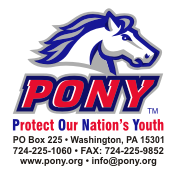 PONY TM
Protect Our Nation's Youth
PO Box 225 • Washington, PA 15301
724-225-1060 • FAX: 724-225-9852
www.pony.org • info@pony.org